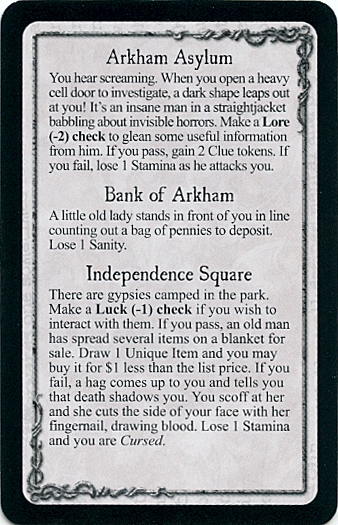 Arkham Asylum
You hear screaming. When you open a heavy
cell door to investigate, a dark shape leaps out
at you! It's an insane man in a straightjacket
babbling about invisible horrors. Make a Lore
(-2) check to glean some useful information
from him. If you pass, gain 2 Clue tokens. If
you fail, lose 1 Stamina as he attacks you.
Bank of Arkham
A little old lady stands in front of you in line
counting out a bag of pennies to deposit.
Lose 1 Sanity.
Independence Square
There are gypsies camped in the park.
Make a Luck (-1) check if you wish to
interact with them. If you pass, an old man
has spread several items on a blanket for
sale. Draw 1 Unique Item and you may
buy it for $1 less than the list price. If you
fail, a hag comes up to you and tells you
that death shadows you. You scoff at her
and she cuts the side of your face with her
fingernail, drawing blood. Lose 1 Stamina
and you are Cursed.